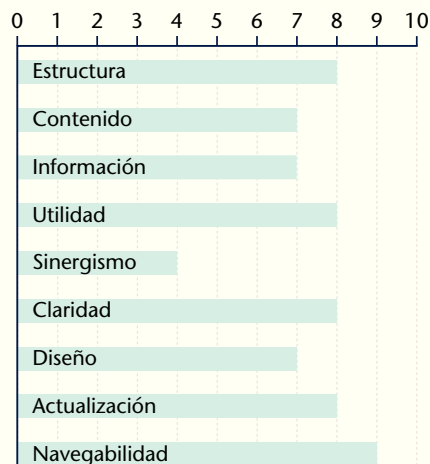 0 1 2 3 4 5 6 7 8 9 10
Estructura
Contenido
Información
Utilidad
Sinergismo
Claridad
Diseño
Actualización
Navegabilidad